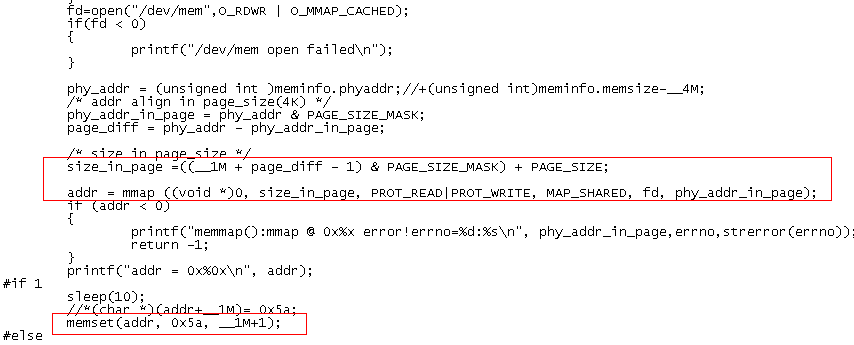 }
fd=open("/dev/mem",O_RDWR | O_MMAP_CACHED);
if(fd < 0)
{
printf("/dev/mem open failed\n");
}
phy_addr = (unsigned int )meminfo.phyaddr;//+(unsigned int)meminfo.memsize-__4M;
/* addr align in page_size(4K) */
phy_addr_in_page = phy_addr & PAGE_SIZE_MASK;
page_diff = phy_addr - phy_addr_in_page;
/* size in page_size */
size_in_page =((__1M + page_diff - 1) & PAGE_SIZE_MASK) + PAGE_SIZE;
addr = mmap ((void *)0, size_in_page, PROT_READ|PROT_WRITE, MAP_SHARED, fd, phy_addr_in_page);
if (addr < 0)
{
printf("memmap():mmap @ 0x%x error!errno=%d:%s\n", phy_addr_in_page,errno,strerror(errno));
return -1;
}
printf("addr = 0x%0x\n", addr);
#if 1
sleep(10);
//*(char *)(addr+__1M)= 0x5a;
memset(addr, 0x5a, __1M+1);
#else